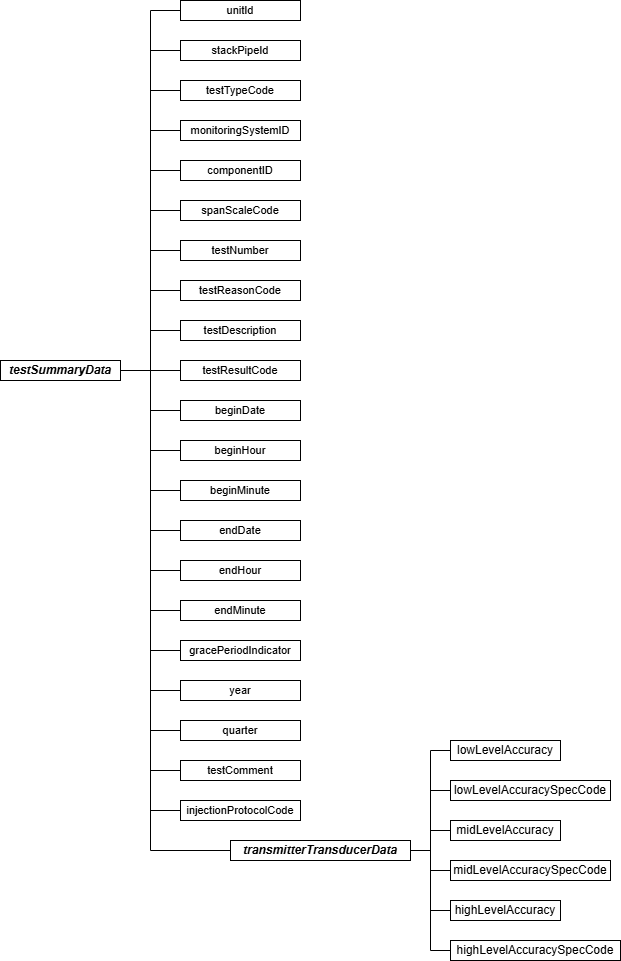 unitId
stackPipeId
testTypeCode
monitoringSystemID
componentID
spanScaleCode
testNumber
testReasonCode
testDescription
testSummaryData
testResultCode
beginDate
beginHour
beginMinute
endDate
endHour
endMinute
gracePeriodIndicator
year
quarter
testComment
injectionProtocolCode
transmitterTransducerData
lowLevelAccuracy
lowLevelAccuracySpecCode
midLevelAccuracy
midLevelAccuracySpecCode
highLevelAccuracy
highLevelAccuracySpecCode